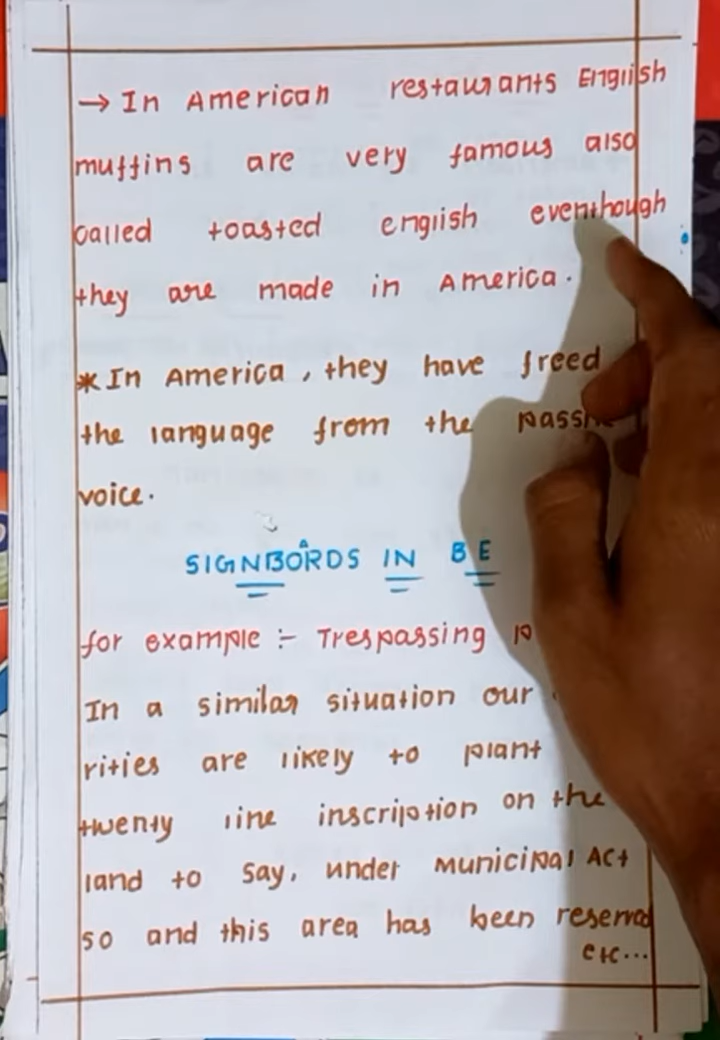 → In American restaurants English
muffins are very famous also
called toasted english eventhough
they are made in America.
* In America, they have freed
the language from the
voice.
SIGNBOARDS IN BE
for example :- Trespassing
In a similar situation our
rities are likely to plant
twenty line inscription on the
land to say, under Municipal Act
so and this area has been reserved
etc...